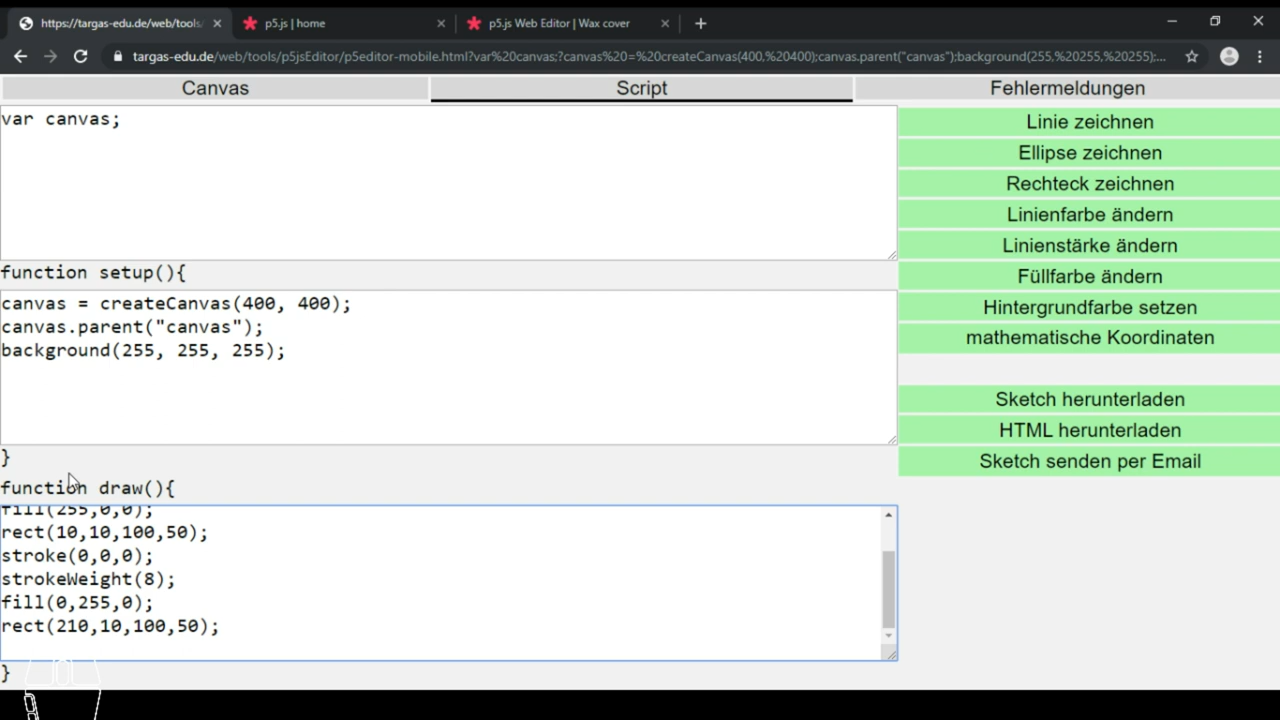 https://targas-edu.de/web/tools/
p5.js | home
p5.js Web Editor | Wax cover
targas-edu.de/web/tools/p5jsEditor/p5editor-mobile.html?var%20canvas;?canvas%20=%20createCanvas(400,%20400);canvas.parent("canvas");background(255,%20255,%20255);...
Canvas
Script
Fehlermeldungen
var canvas;
function setup(){
canvas = createCanvas(400, 400);
canvas.parent("canvas");
background(255, 255, 255);
}
function draw(){
fill(255,0,0);
rect(10,10,100,50);
stroke(0,0,0);
strokeWeight(8);
fill(0,255,0);
rect(210,10,100,50);
}
Linie zeichnen
Ellipse zeichnen
Rechteck zeichnen
Linienfarbe ändern
Linienstärke ändern
Füllfarbe ändern
Hintergrundfarbe setzen
mathematische Koordinaten
Sketch herunterladen
HTML herunterladen
Sketch senden per Email